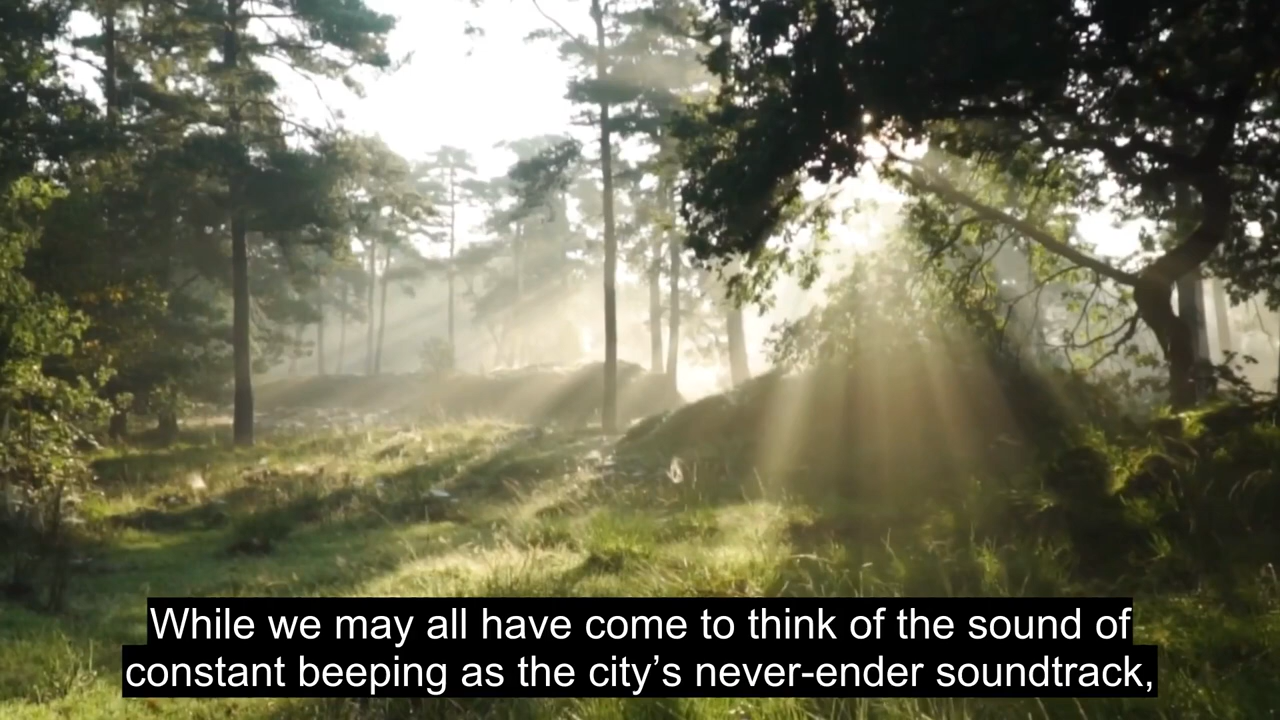 While we may all have come to think of the sound of
constant beeping as the city’s never-ender soundtrack,